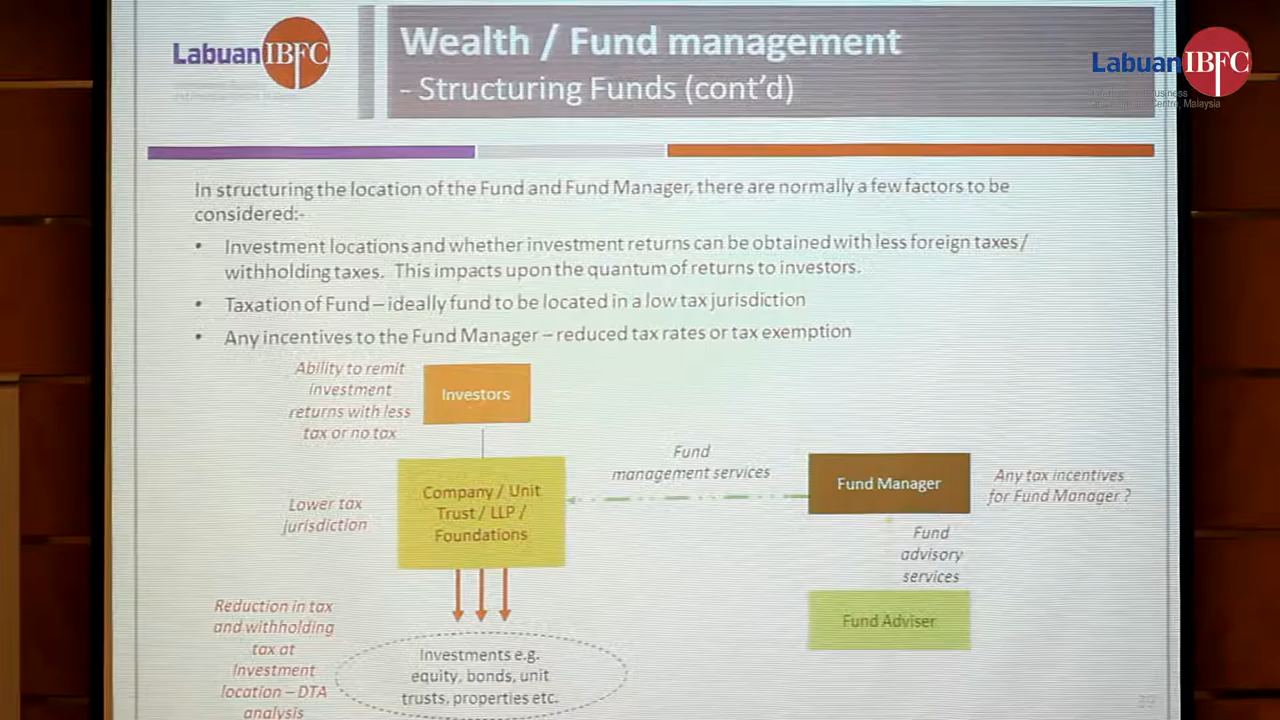 Labuan IBFC
Wealth / Fund management
- Structuring Funds (cont'd)
Labuan IBFC
Centre, Malaysia
In structuring the location of the Fund and Fund Manager, there are normally a few factors to be
considered:-
• Investment locations and whether investment returns can be obtained with less foreign taxes/
withholding taxes. This impacts upon the quantum of returns to investors.
• Taxation of Fund – ideally fund to be located in a low tax jurisdiction
• Any incentives to the Fund Manager – reduced tax rates or tax exemption
Ability to remit
investment
returns with less
tax or no tax
Investors
Lower tax
jurisdiction
Company / Unit
Trust / LLP /
Foundations
Fund
management services
Fund Manager
Any tax incentives
for Fund Manager ?
Fund
advisory
services
Fund Adviser
Reduction in tax
and withholding
tax at
Investment
location – DTA
analysis
Investments e.g.
equity, bonds, unit
trusts, properties etc.